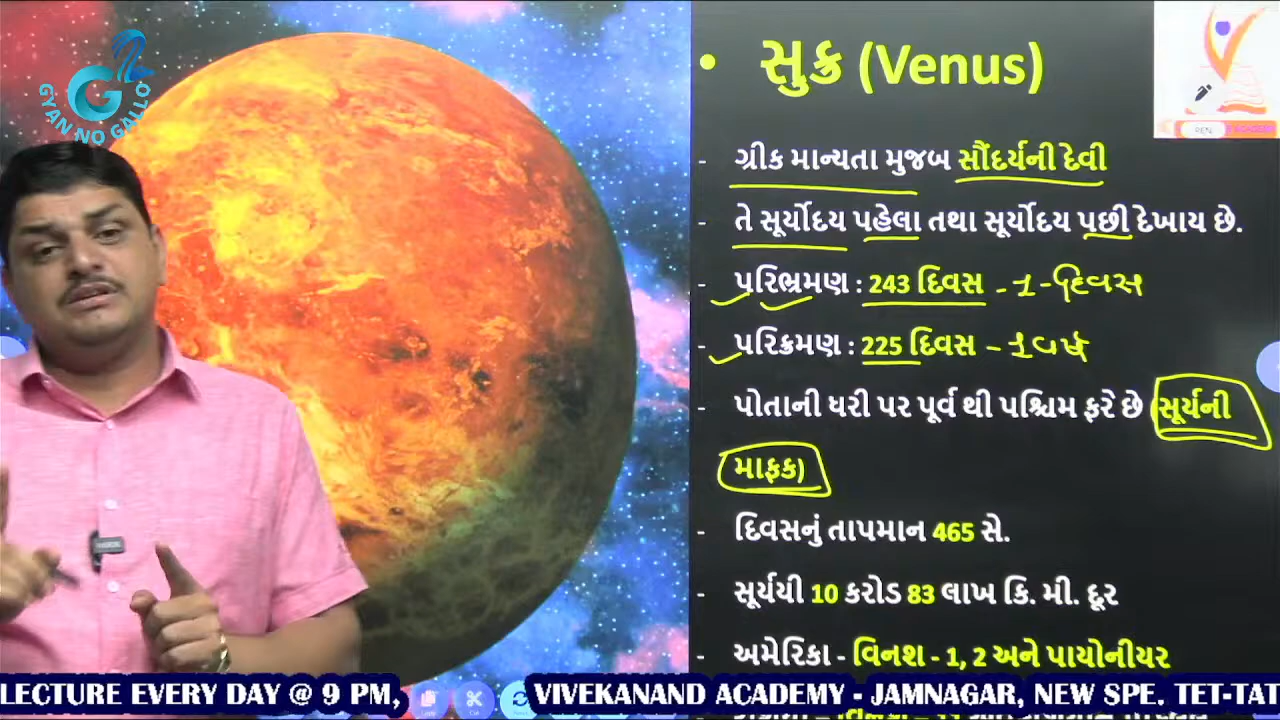 GYAN NO GALLO
• સુક્ર (Venus)
PEN
- ગ્રીક માન્યતા મુજબ સૌંદર્યની દેવી
- તે સૂર્યોદય પહેલા તથા સૂર્યોદય પછી દેખાય છે.
- પરિભ્રમણ : 243 દિવસ - 1 - દિવસ
- પરિક્રમણ : 225 દિવસ - 1 વર્ષ
- પોતાની ધરી પર પૂર્વ થી પશ્ચિમ ફરે છે (સૂર્યની
માફક)
- દિવસનું તાપમાન 465 સે.
- સૂર્યયી 10 કરોડ 83 લાખ કિ. મી. દૂર
- અમેરિકા - વિનશ - 1, 2 અને પાયોનીયર
LECTURE EVERY DAY @ 9 PM, VIVEKANAND ACADEMY - JAMNAGAR, NEW SPE. TET-TAT